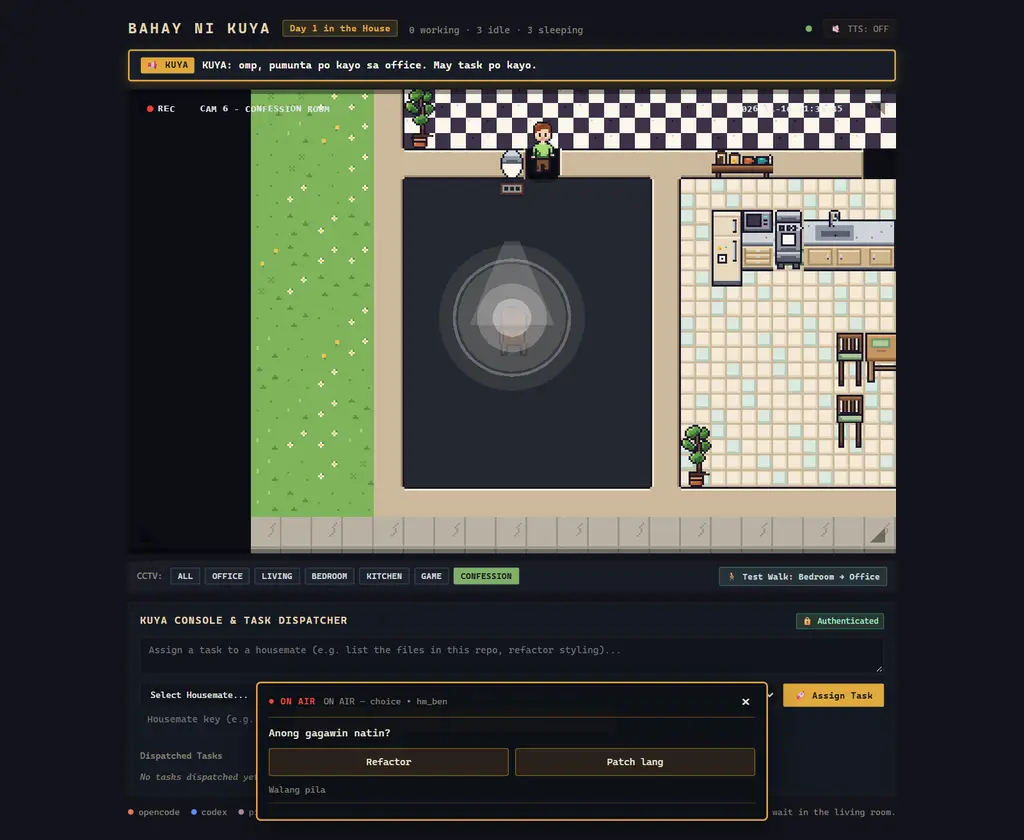 BAHAY NI KUYA
Day 1 in the House
0 working · 3 idle · 3 sleeping
TTS: OFF
KUYA
KUYA: omp, pumunta po kayo sa office. May task po kayo.
REC
CAM 6 - CONFESSION ROOM
CCTV:
ALL
OFFICE
LIVING
BEDROOM
KITCHEN
GAME
CONFESSION
Test Walk: Bedroom → Office
KUYA CONSOLE & TASK DISPATCHER
Authenticated
Assign a task to a housemate (e.g. list the files in this repo, refactor styling)...
Select Housemate...
Assign Task
Housemate key (e.g.
Dispatched Tasks
No tasks dispatched yet
ON AIR
ON AIR — choice • hm_ben
×
Anong gagawin natin?
Refactor
Patch lang
Walang pila
opencode
codex
wait in the living room.